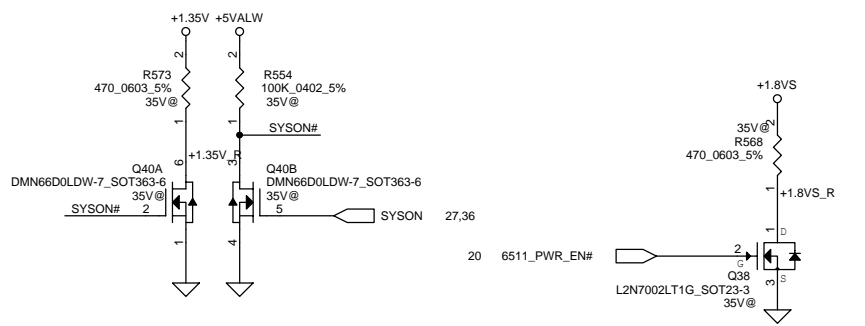 +1.35V
+5VALW
2
2
R573
470_0603_5%
35V@
R554
100K_0402_5%
35V@
1
1
SYSON#
+1.35V_R
6
3
Q40A
DMN66D0LDW-7_SOT363-6
35V@
Q40B
DMN66D0LDW-7_SOT363-6
35V@
SYSON#
2
5
SYSON
27,36
1
4
+1.8VS
2
35V@
R568
470_0603_5%
1
+1.8VS_R
1
D
20
6511_PWR_EN#
2
G
S
3
Q38
L2N7002LT1G_SOT23-3
35V@